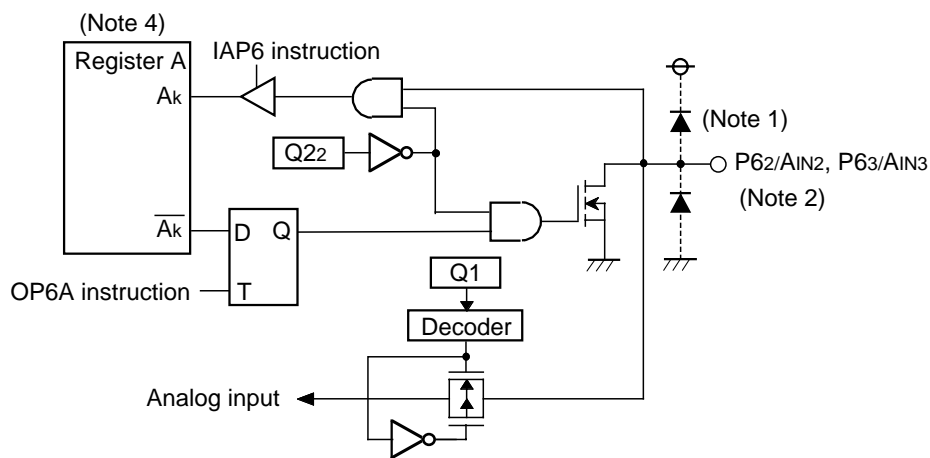 (Note 4)
Register A
IAP6 instruction
Ak
(Note 1)
Q22
P62/AIN2, P63/AIN3
(Note 2)
Ak
D
Q
T
OP6A instruction
Q1
Decoder
Analog input